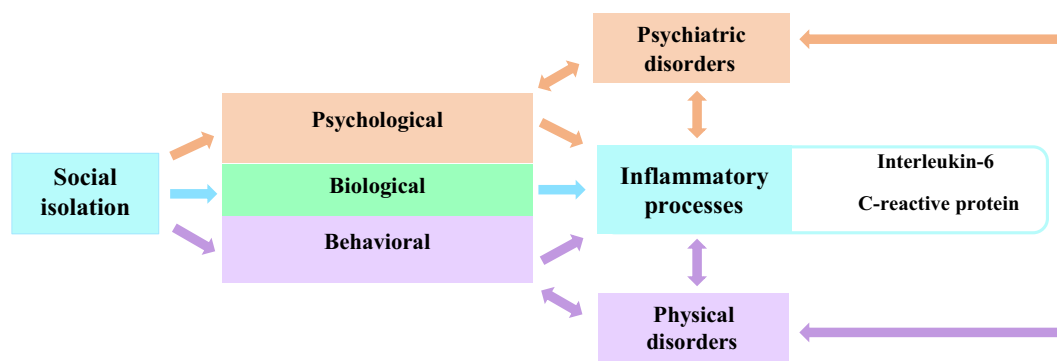 Social
isolation
Psychological
Biological
Behavioral
Psychiatric
disorders
Inflammatory
processes
Interleukin-6
C-reactive protein
Physical
disorders